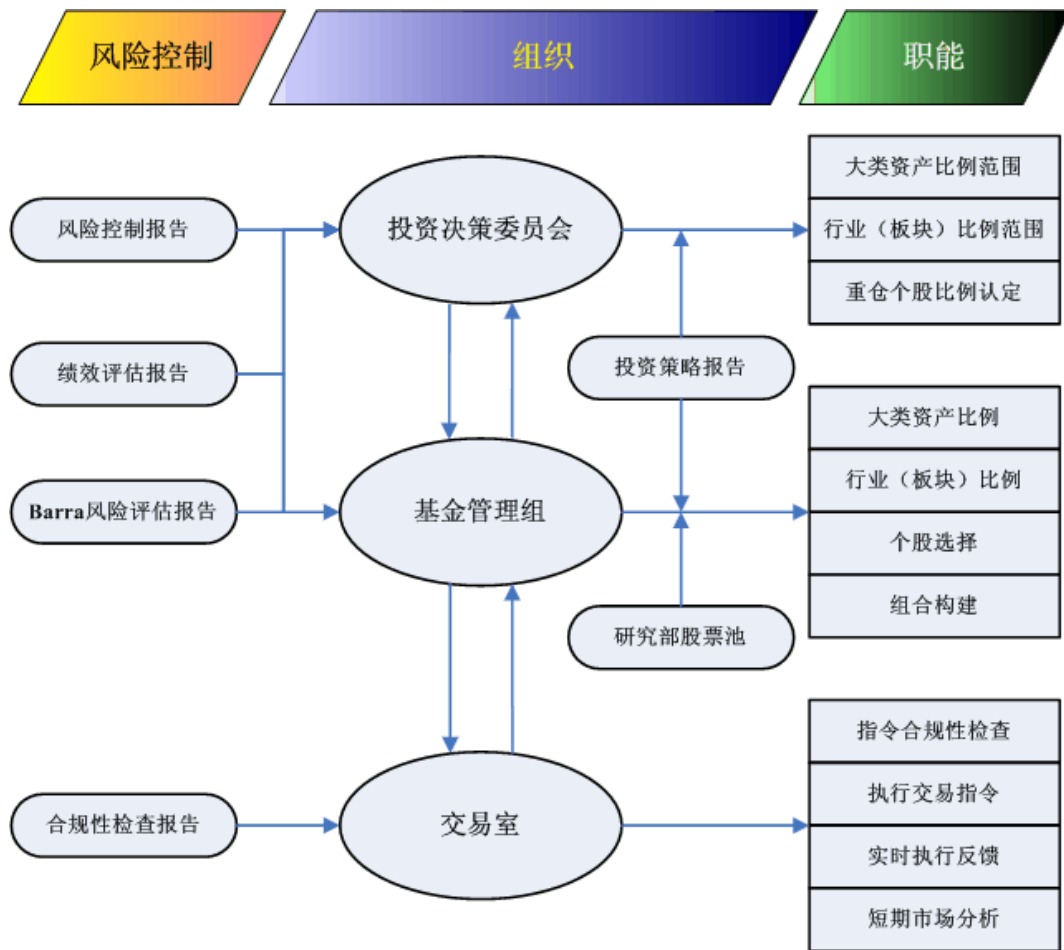 风险控制
组织
职能
风险控制报告
绩效评估报告
Barra风险评估报告
合规性检查报告
投资决策委员会
基金管理组
交易室
投资策略报告
研究部股票池
大类资产比例范围
行业（板块）比例范围
重仓个股比例认定
大类资产比例
行业（板块）比例
个股选择
组合构建
指令合规性检查
执行交易指令
实时执行反馈
短期市场分析